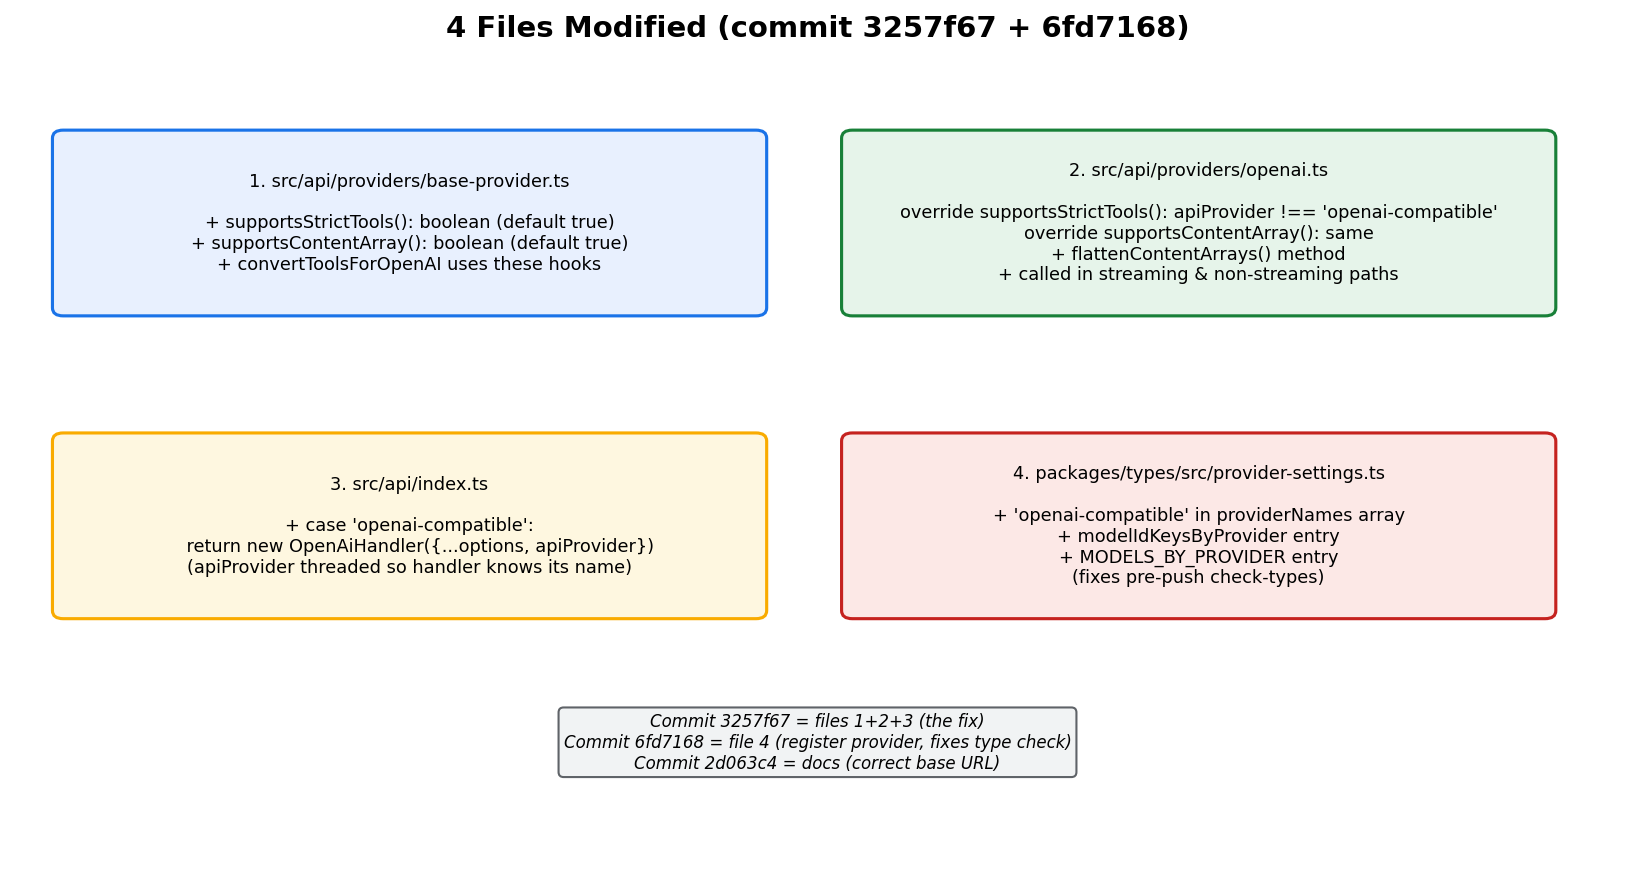 4 Files Modified (commit 3257f67 + 6fd7168)
1. src/api/providers/base-provider.ts
+ supportsStrictTools(): boolean (default true)
+ supportsContentArray(): boolean (default true)
+ convertToolsForOpenAI uses these hooks
2. src/api/providers/openai.ts
override supportsStrictTools(): apiProvider !== 'openai-compatible'
override supportsContentArray(): same
+ flattenContentArrays() method
+ called in streaming & non-streaming paths
3. src/api/index.ts
+ case 'openai-compatible':
return new OpenAiHandler({...options, apiProvider})
(apiProvider threaded so handler knows its name)
4. packages/types/src/provider-settings.ts
+ 'openai-compatible' in providerNames array
+ modelIdKeysByProvider entry
+ MODELS_BY_PROVIDER entry
(fixes pre-push check-types)
Commit 3257f67 = files 1+2+3 (the fix)
Commit 6fd7168 = file 4 (register provider, fixes type check)
Commit 2d063c4 = docs (correct base URL)